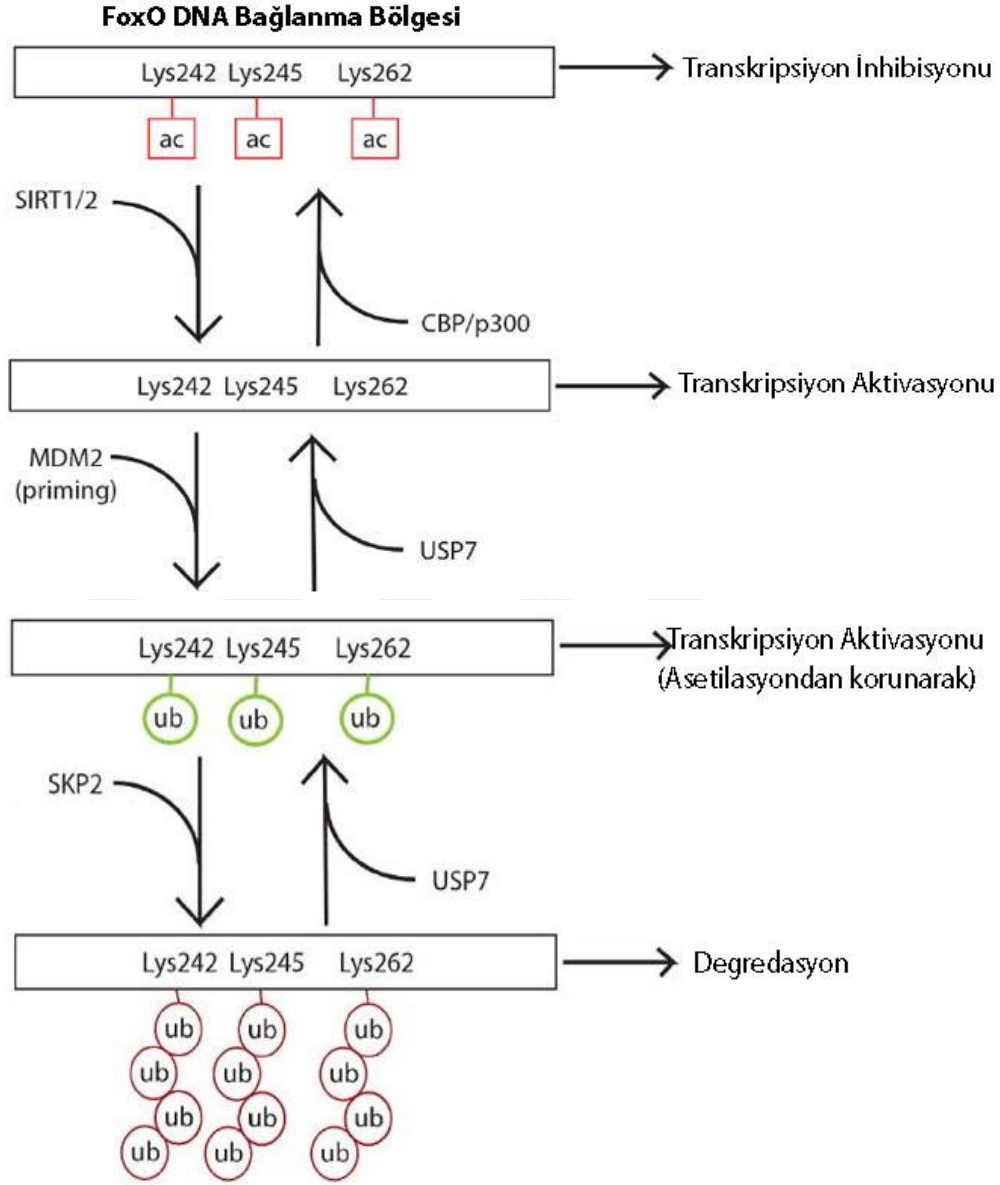 FoxO DNA Bağlanma Bölgesi
Lys242 Lys245 Lys262
Transkripsiyon İnhibisyonu
ac ac ac
SIRT1/2
CBP/p300
Lys242 Lys245 Lys262
Transkripsiyon Aktivasyonu
MDM2
(priming)
USP7
Lys242 Lys245 Lys262
Transkripsiyon Aktivasyonu
(Asetilasyondan korunarak)
ub ub ub
SKP2
USP7
Lys242 Lys245 Lys262
Degredasyon
ub ub ub
ub ub ub
ub ub ub
ub ub ub